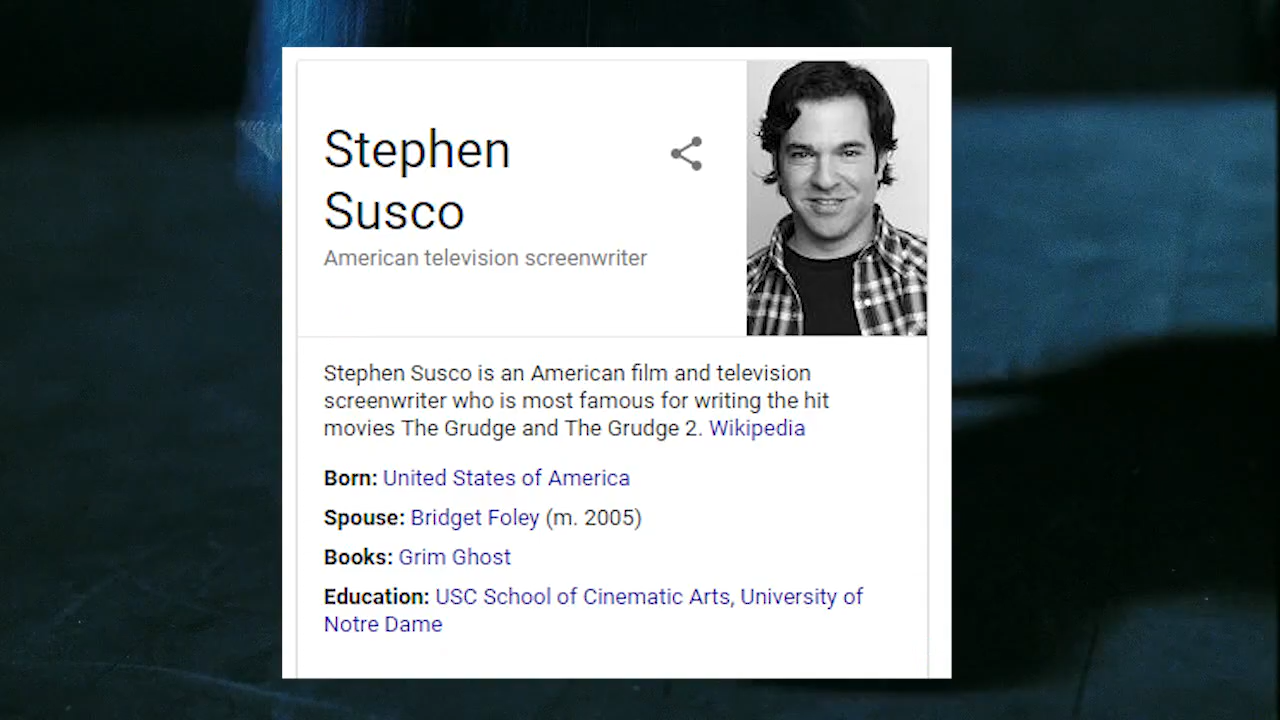 Stephen
Susco
American television screenwriter
Stephen Susco is an American film and television
screenwriter who is most famous for writing the hit
movies The Grudge and The Grudge 2. Wikipedia
Born: United States of America
Spouse: Bridget Foley (m. 2005)
Books: Grim Ghost
Education: USC School of Cinematic Arts, University of
Notre Dame